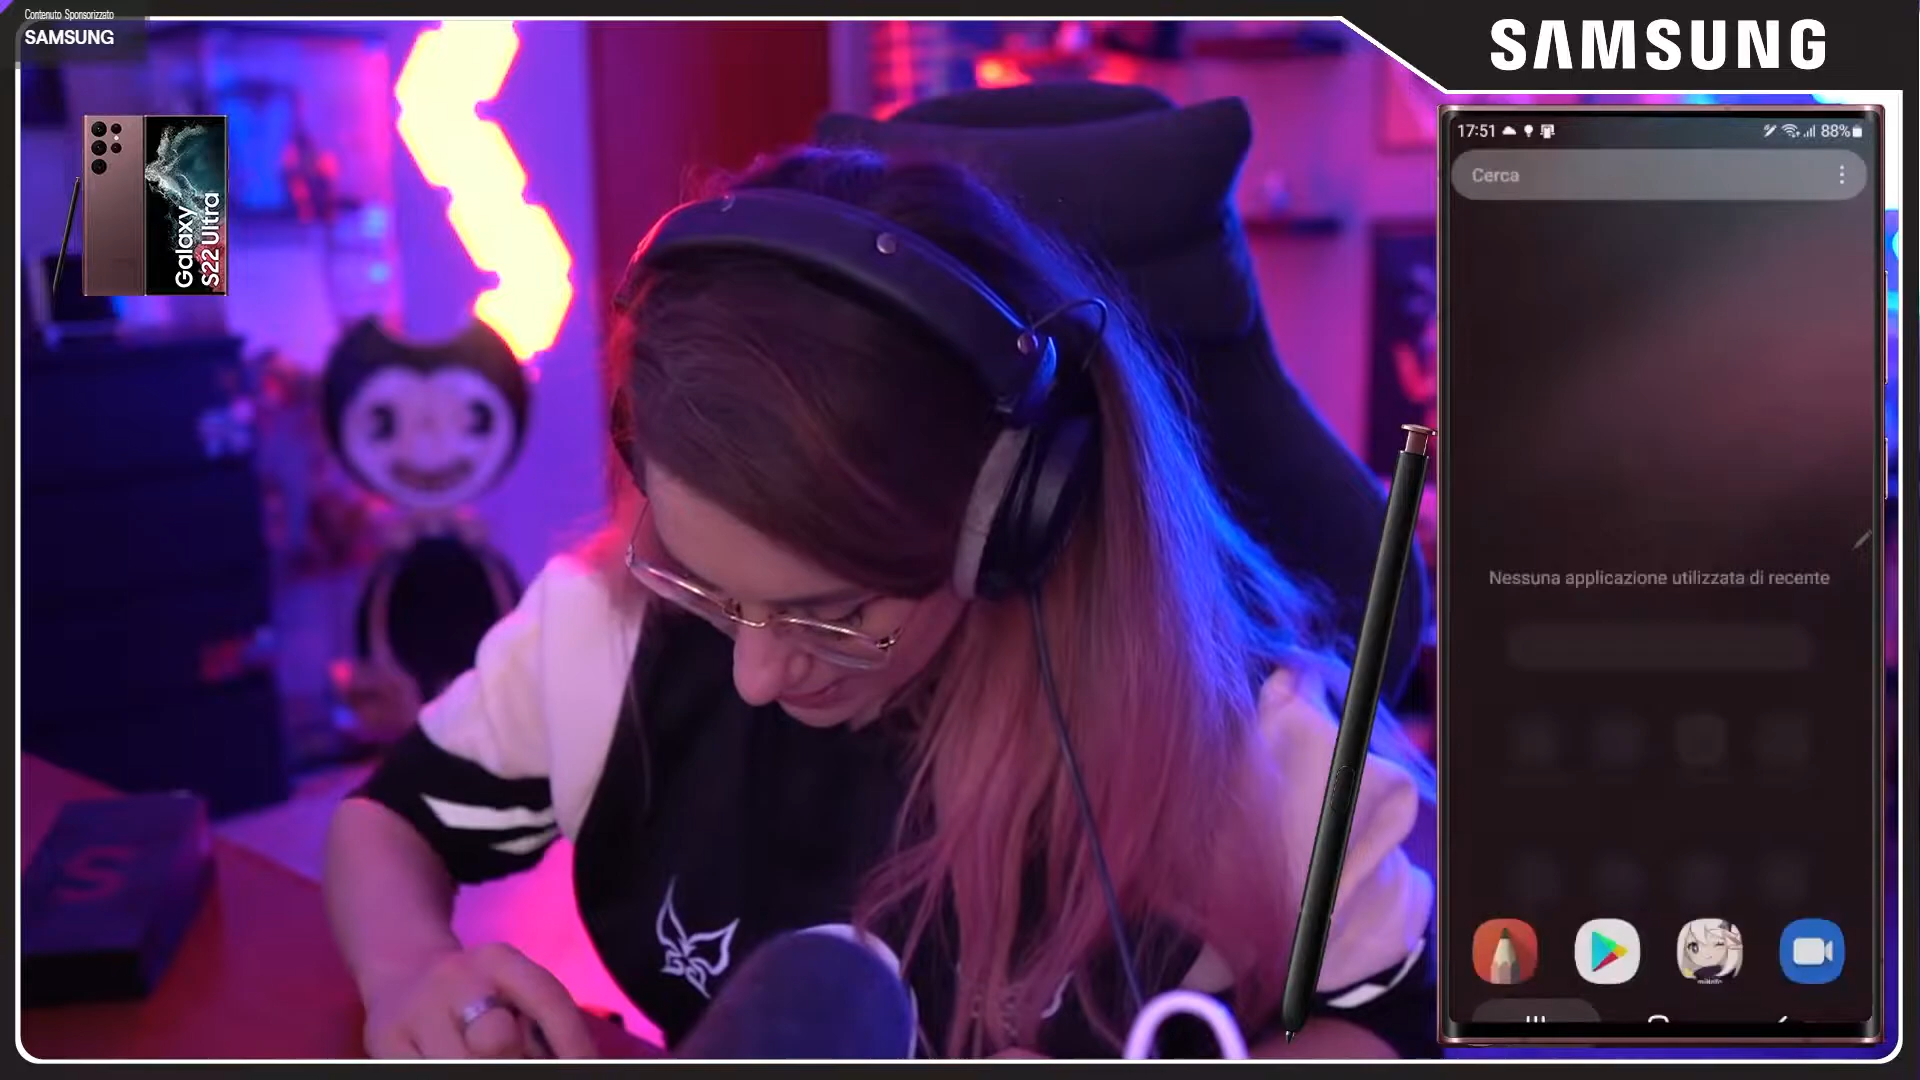 Contenuto Sponsorizzato
SAMSUNG
SAMSUNG
Galaxy
S22 Ultra
17:51
88%
Cerca
Nessuna applicazione utilizzata di recente
S